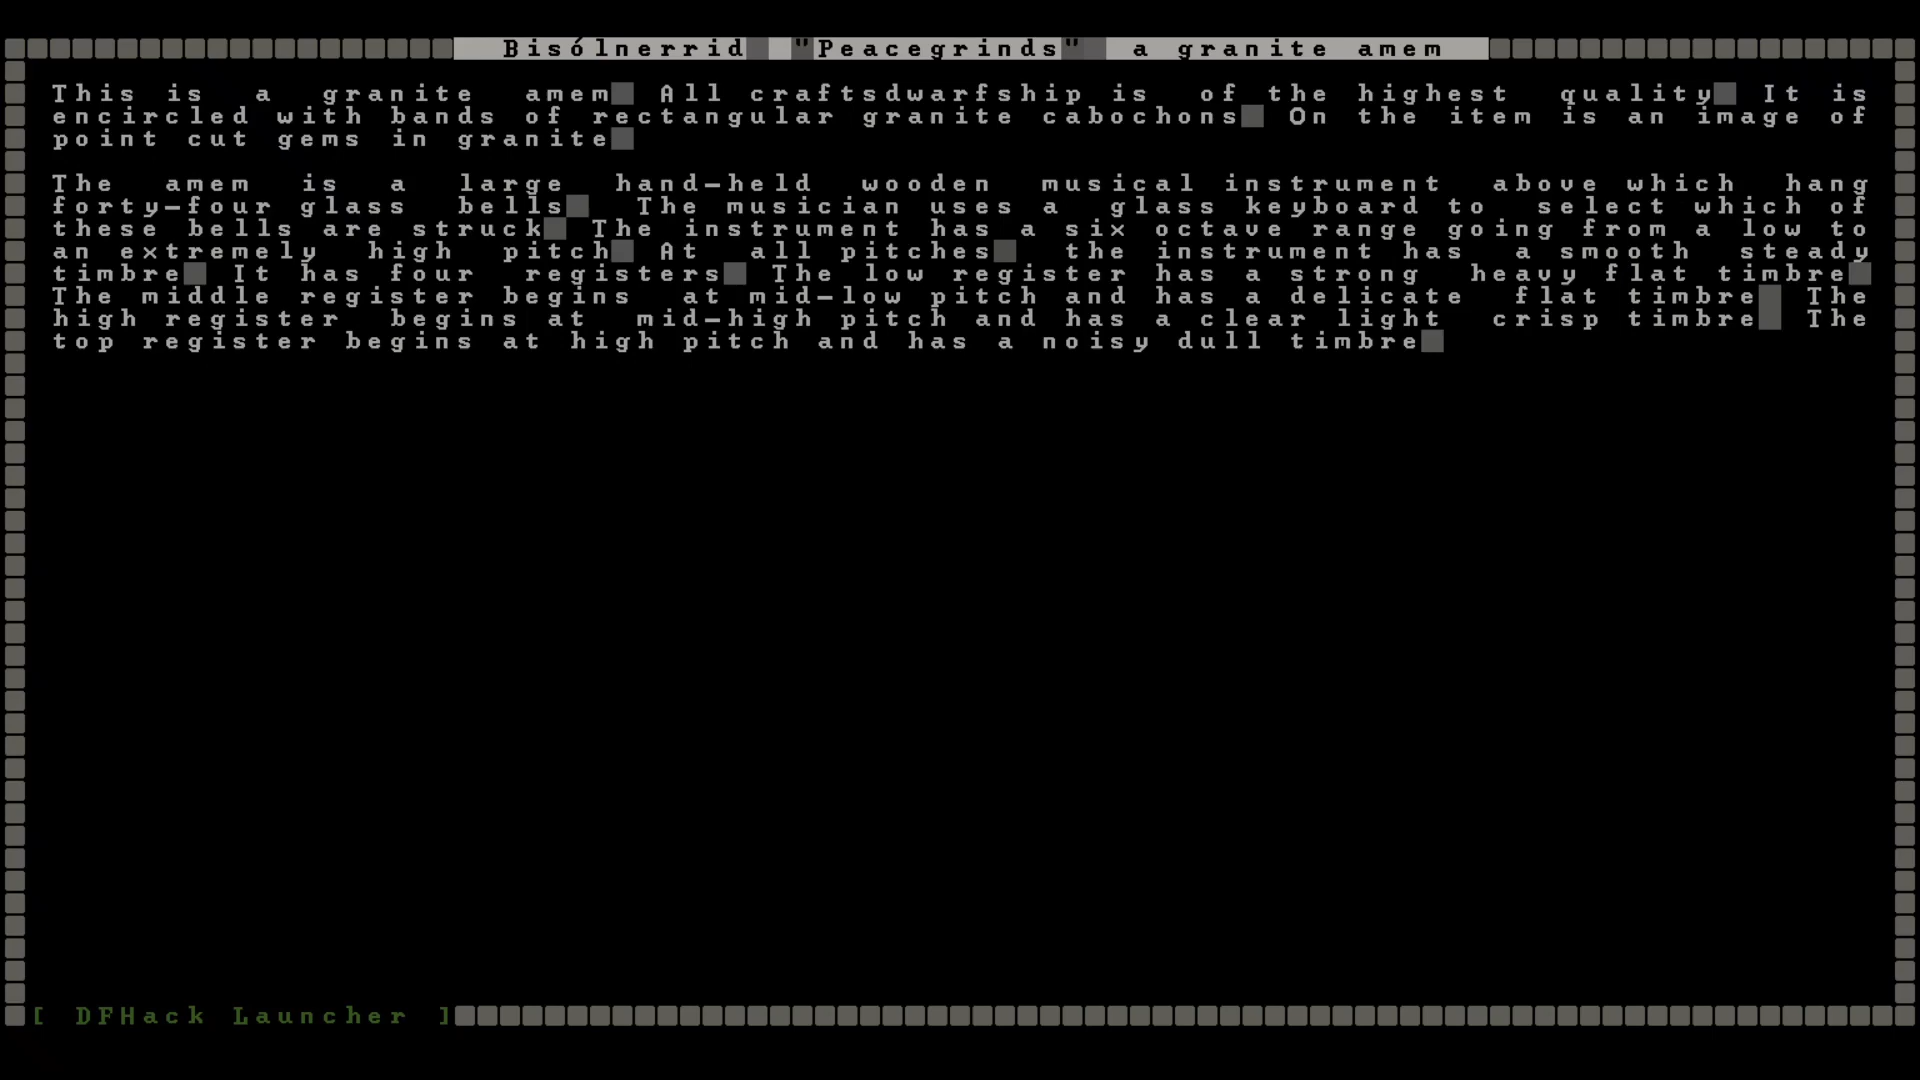 Bisólnerrid "Peacegrinds" a granite amem
This is a granite amem. All craftsdwarfship is of the highest quality. It is
encircled with bands of rectangular granite cabochons. On the item is an image of
point cut gems in granite.
The amem is a large hand-held wooden musical instrument above which hang
forty-four glass bells. The musician uses a glass keyboard to select which of
these bells are struck. The instrument has a six octave range going from a low to
an extremely high pitch. At all pitches, the instrument has a smooth steady
timbre. It has four registers. The low register has a strong heavy flat timbre.
The middle register begins at mid-low pitch and has a delicate flat timbre. The
high register begins at mid-high pitch and has a clear light crisp timbre. The
top register begins at high pitch and has a noisy dull timbre.
[ DFHack Launcher ]